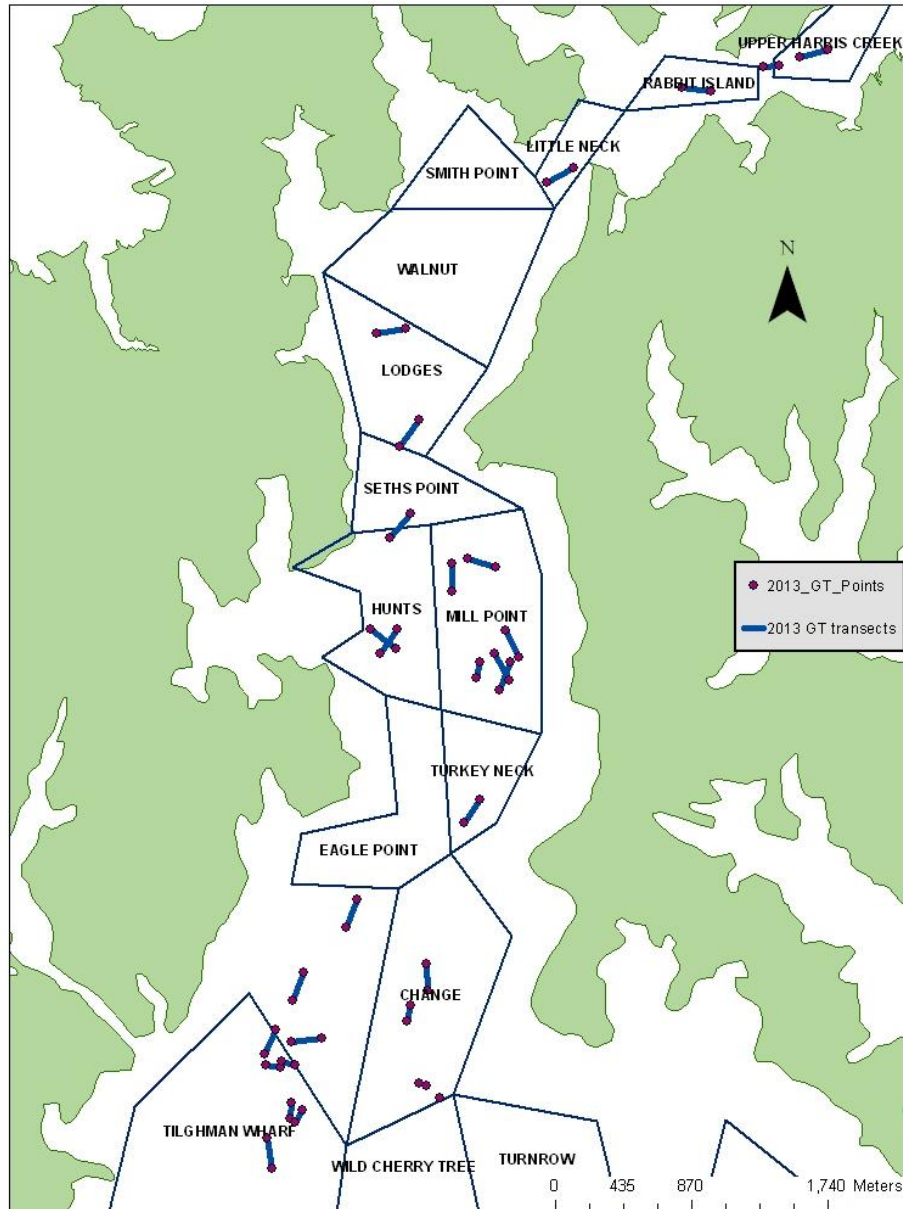 UPPER HARRIS CREEK
RABBIT ISLAND
LITTLE NECK
SMITH POINT
N
WALNUT
LODGES
SETHS POINT
2013_GT_Points
2013 GT transects
HUNTS
MILL POINT
TURKEY NECK
EAGLE POINT
CHANGE
TILGHMAN WHARF
WILD CHERRY TREE
TURNROW
0 435 870 1,740 Meters